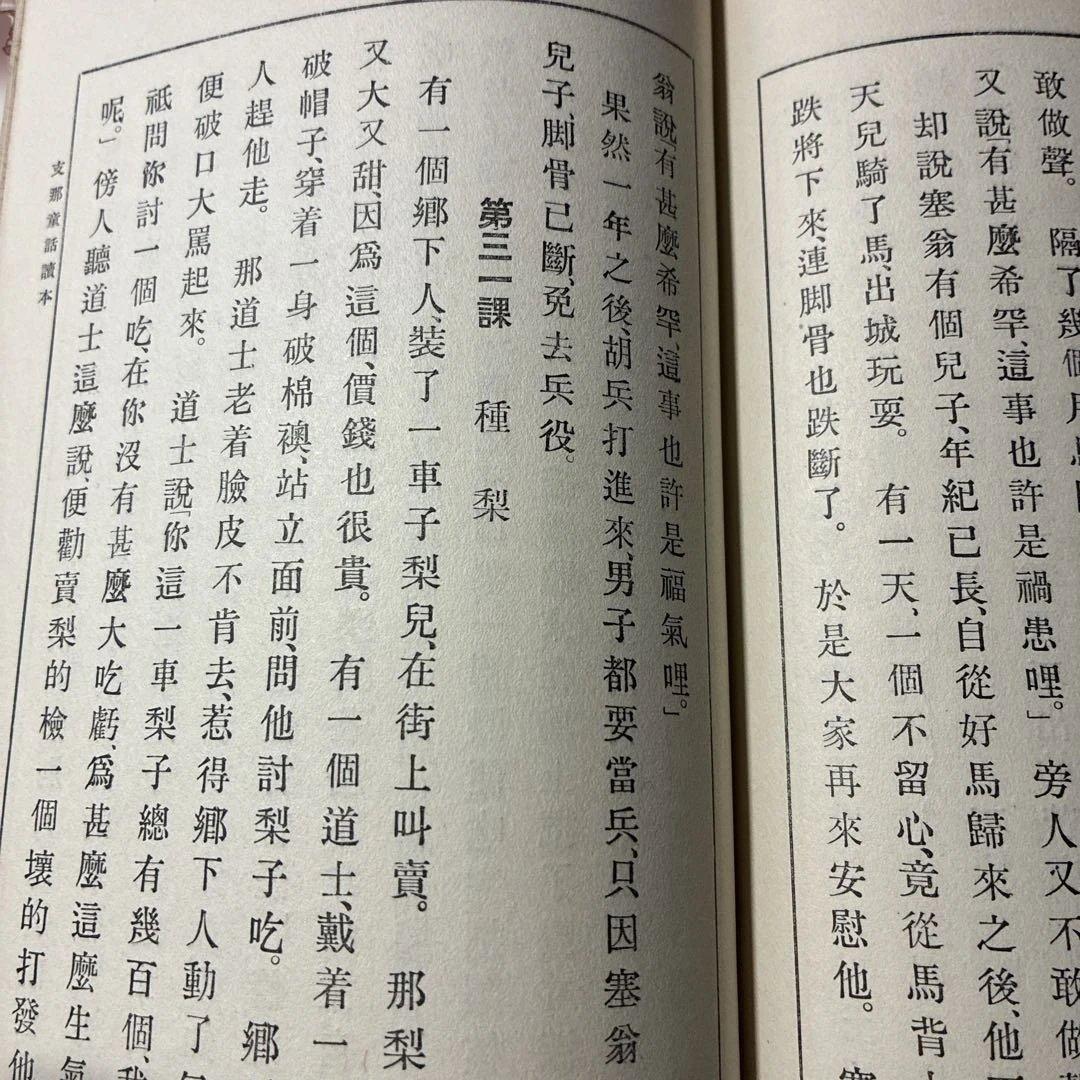 敢做聲。　隔了幾個月
又說「有甚麼希罕、這事也許是禍患哩。」旁人又不敢做
却說塞翁有個兒子、年紀已長、自從好馬歸來之後、他
天兒騎了馬、出城玩耍。　有一天、一個不留心、竟從馬背
跌將下來、連脚骨也跌斷了。　於是大家再來安慰他。　塞
翁說「有甚麼希罕、這事也許是福氣哩。」
果然一年之後、胡兵打進來、男子都要當兵、只因塞翁
兒子、脚骨已斷、免去兵役。
第三一課　種　梨
有一個鄉下人、裝了一車子梨兒、在街上叫賣。　那梨
又大又甜、因爲這個、價錢也很貴。　有一個道士、戴着一
破帽子、穿着一身破棉襖、站立面前、問他討梨子吃。　鄉
人趕他走。　那道士老着臉皮不肯去、惹得鄉下人動了
便破口大罵起來。　道士說「你這一車梨子總有幾百個、我
祇問你討一個吃、在你沒有甚麼大吃虧、爲甚麼這麼生氣
呢。」傍人聽道士這麼說、便勸賣梨的檢一個壞的打發他
支那童話讀本